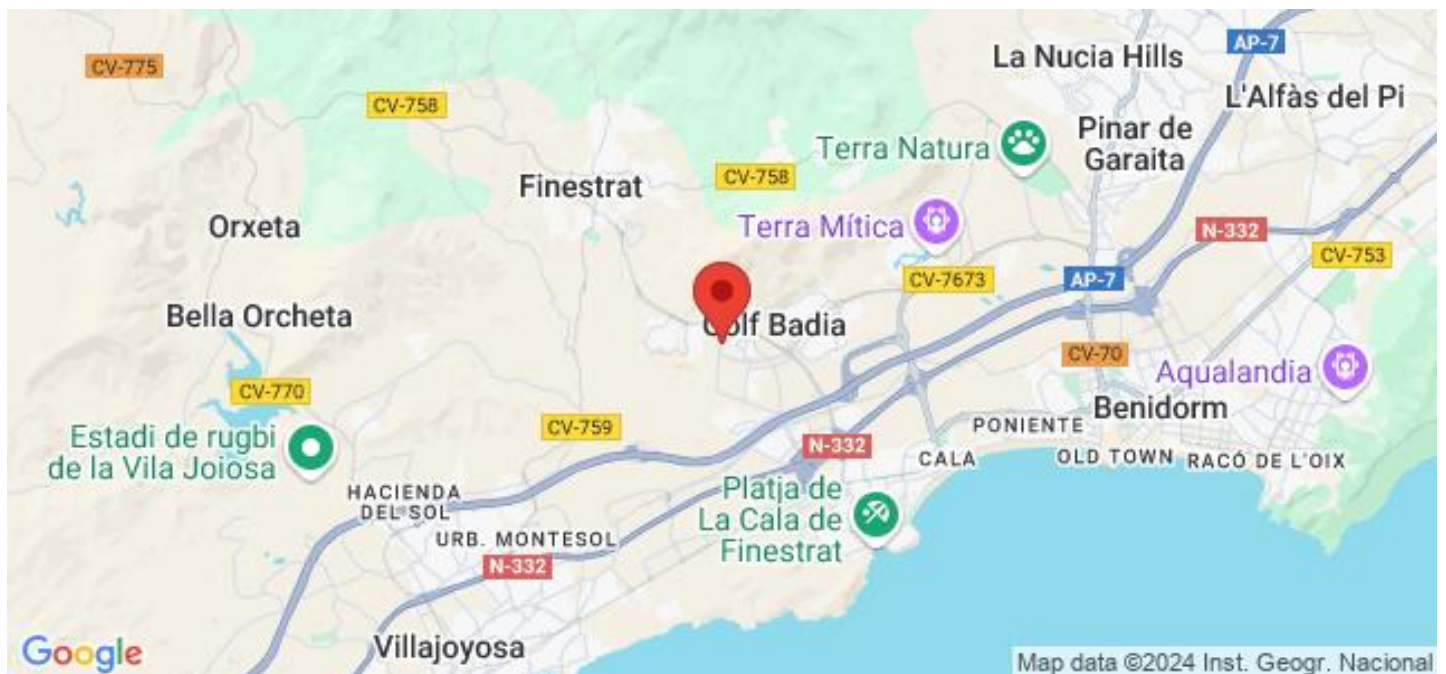 AP-7
La Nucia Hills
CV-775
L'Alfàs del Pi
CV-758
Pinar de
Garaita
Terra Natura
CV-758
Finestrat
Orxeta
Terra Mítica
N-332
CV-753
CV-7673
AP-7
Bella Orcheta
Golf Badia
CV-70
Aqualandia
CV-770
Benidorm
PONIENTE
CV-759
Estadi de rugbi
de la Vila Joiosa
N-332
CALA
OLD TOWN
RACÓ DE L'OIX
HACIENDA
DEL SOL
Platja de
La Cala de
Finestrat
URB. MONTESOL
N-332
Villajoyosa
Google
Map data ©2024 Inst. Geogr. Nacional